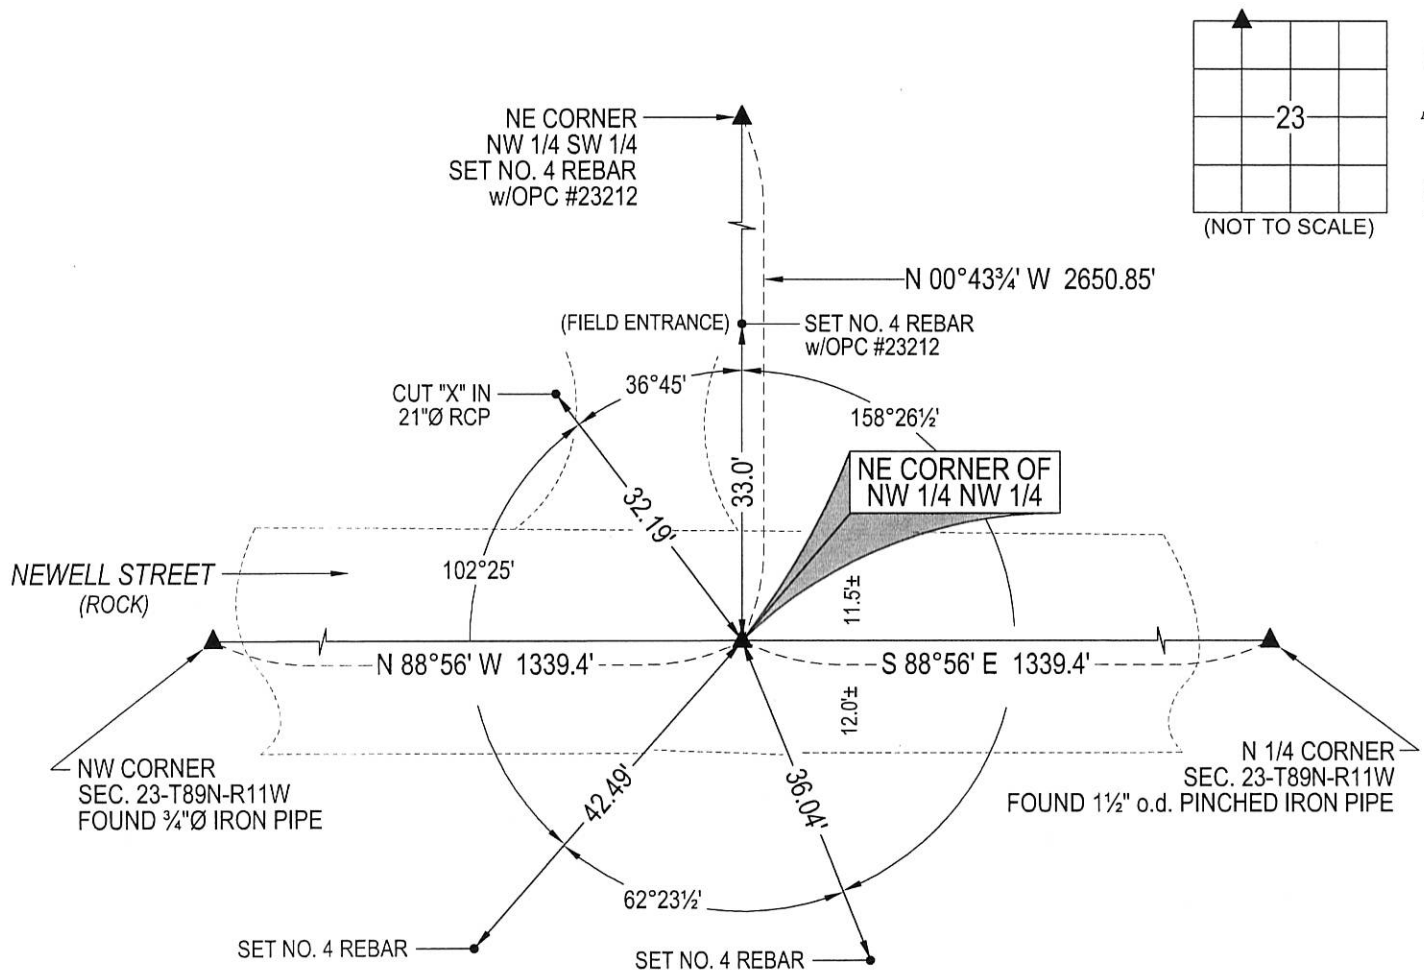 23
(NOT TO SCALE)
NE CORNER
NW 1/4 SW 1/4
SET NO. 4 REBAR
w/OPC #23212
N 00°43¾' W 2650.85'
(FIELD ENTRANCE)
SET NO. 4 REBAR
w/OPC #23212
CUT "X" IN
21"Ø RCP
36°45'
158°26½'
33.0'
32.19'
NE CORNER OF
NW 1/4 NW 1/4
NEWELL STREET
(ROCK)
102°25'
11.5'±
N 88°56' W 1339.4'
S 88°56' E 1339.4'
12.0'±
NW CORNER
SEC. 23-T89N-R11W
FOUND ¾"Ø IRON PIPE
N 1/4 CORNER
SEC. 23-T89N-R11W
FOUND 1½" o.d. PINCHED IRON PIPE
42.49'
36.04'
62°23½'
SET NO. 4 REBAR
SET NO. 4 REBAR